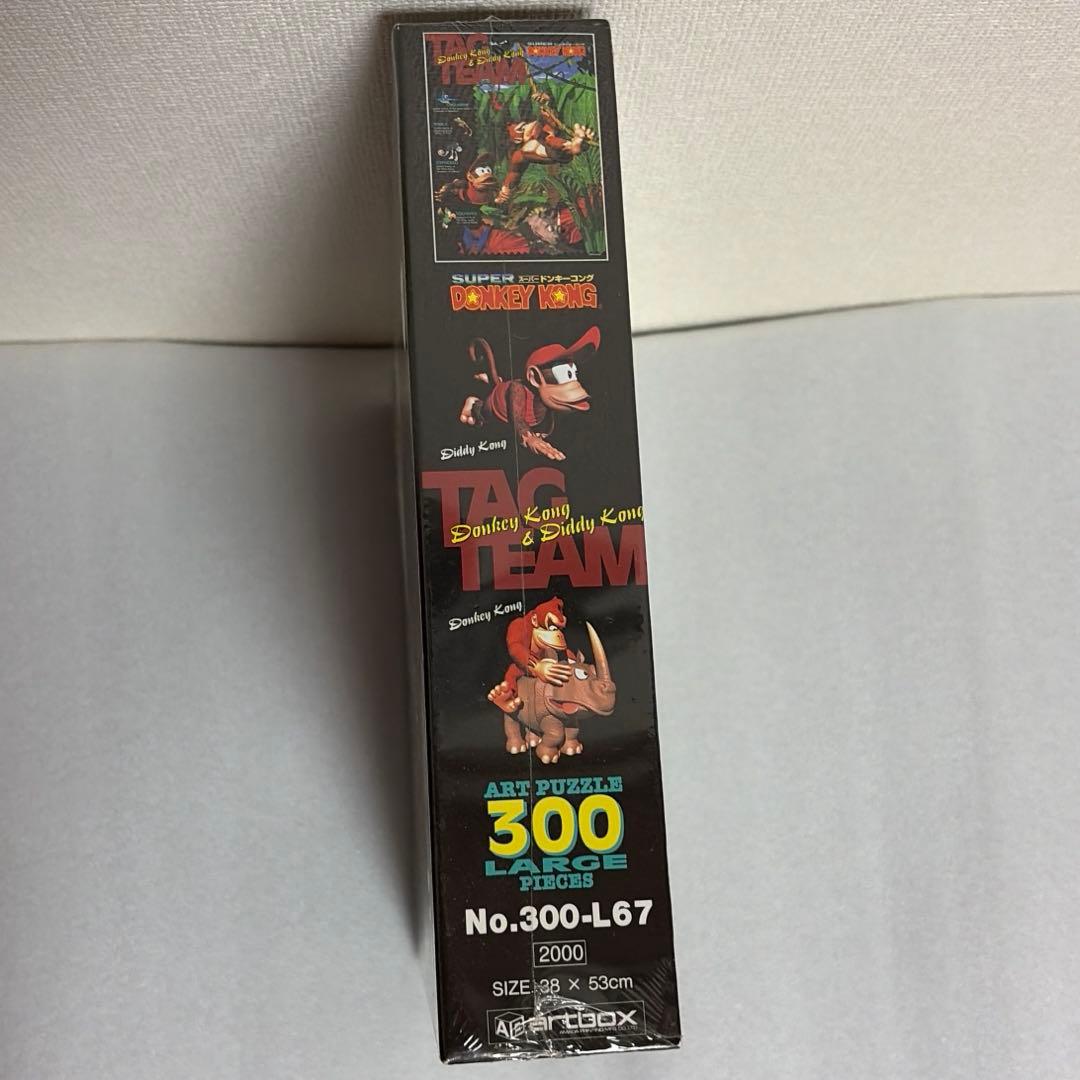 TAG
Donkey Kong
& Diddy Kong
TEAM
DONKEY KONG
SUPER スーパードンキーコング
DONKEY KONG
Diddy Kong
TAG
Donkey Kong
& Diddy Kong
TEAM
Donkey Kong
ART PUZZLE
300
LARGE
PIECES
No.300-L67
2000
SIZE 38 × 53cm
artbox